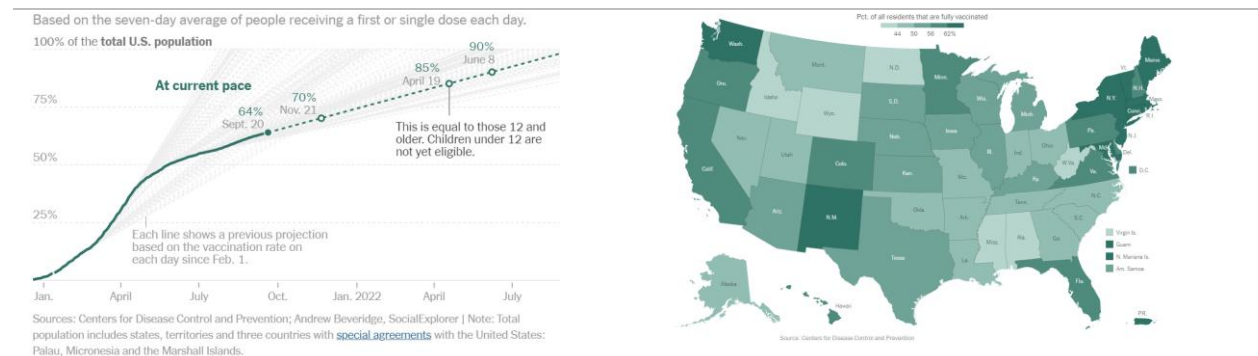 Based on the seven-day average of people receiving a first or single dose each day.
100% of the total U.S. population
90%
June 8
85%
April 19
At current pace
70%
Nov. 21
75%
64%
Sept. 20
This is equal to those 12 and
older. Children under 12 are
not yet eligible.
50%
25%
Each line shows a previous projection
based on the vaccination rate on
each day since Feb. 1.
Jan.
April
July
Oct.
Jan. 2022
April
July
Sources: Centers for Disease Control and Prevention; Andrew Beveridge, SocialExplorer | Note: Total
population includes states, territories and three countries with special agreements with the United States:
Palau, Micronesia and the Marshall Islands.
Pct. of all residents that are fully vaccinated
44 50 56 62%
Wash.
Mont.
N.D.
Minn.
Vt.
Maine
Ore.
Idaho
S.D.
Wis.
Mich.
N.Y.
N.H.
Mass.
R.I.
Conn.
Wyo.
Neb.
Iowa
Pa.
N.J.
Nev.
Utah
Colo.
Ill.
Ind.
Ohio
Md.
Del.
W.Va.
D.C.
Calif.
Kan.
Mo.
Ky.
Va.
Ariz.
N.M.
Okla.
Ark.
Tenn.
N.C.
S.C.
Texas
La.
Miss.
Ala.
Ga.
Fla.
Virgin Is.
Guam
N. Mariana Is.
Am. Samoa
Alaska
Hawaii
P.R.
Source: Centers for Disease Control and Prevention